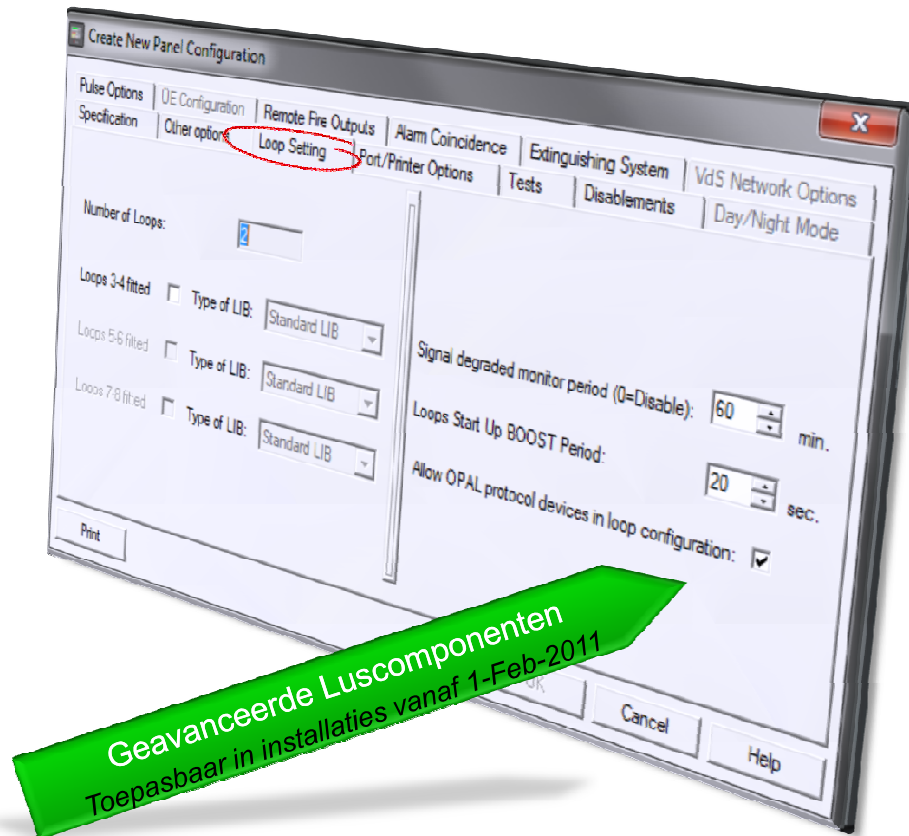 Create New Panel Configuration
X
Pulse Options
DE Configuration
Remote Fire Outputs
Alarm Coincidence
Extinguishing System
VdS Network Options
Specification
Other options
Loop Setting
Port/Printer Options
Tests
Disablements
Day/Night Mode
Number of Loops: 2
Loops 3-4 fitted Type of LIB: Standard LIB
Loops 5-6 fitted Type of LIB: Standard LIB
Loops 7-8 fitted Type of LIB: Standard LIB
Signal degraded monitor period (0=Disable): 60 min.
Loops Start Up BOOST Period: 20 sec.
Allow OPAL protocol devices in loop configuration:
Print
Geavanceerde Luscomponenten
Toepasbaar in installaties vanaf 1-Feb-2011
OK
Cancel
Help